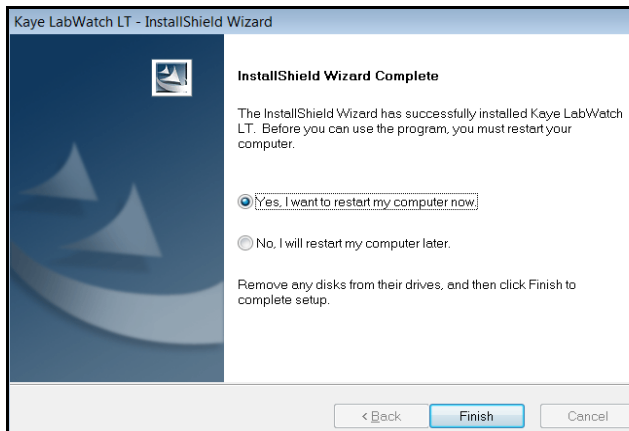 Kaye LabWatch LT - InstallShield Wizard
InstallShield Wizard Complete
The InstallShield Wizard has successfully installed Kaye LabWatch
LT. Before you can use the program, you must restart your
computer.
Yes, I want to restart my computer now.
No, I will restart my computer later.
Remove any disks from their drives, and then click Finish to
complete setup.
< Back
Finish
Cancel